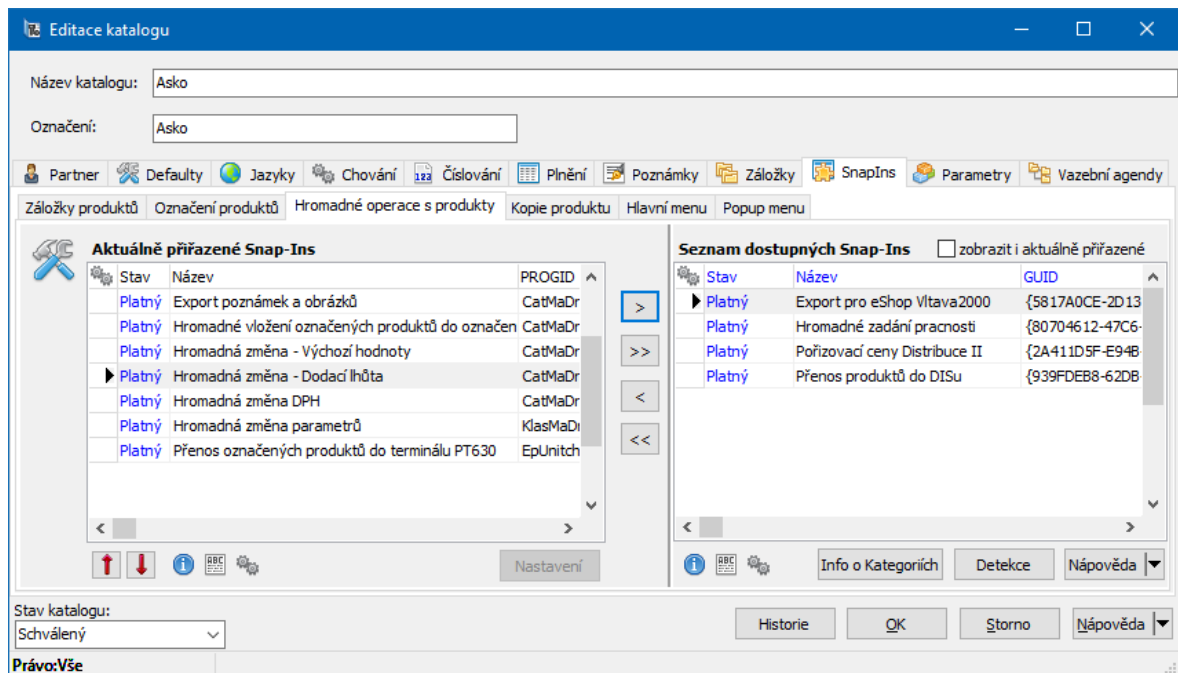 Editace katalogu
Název katalogu: Asko
Označení: Asko
Partner Defaulty Jazyky Chování 123 Číslování Plnění Poznámky Záložky SnapIns Parametry Vazební agendy
Záložky produktů Označení produktů Hromadné operace s produkty Kopie produktu Hlavní menu Popup menu
Aktuálně přiřazené Snap-Ins
Stav Název PROGID
Platný Export poznámek a obrázků CatMaDr
Platný Hromadné vložení označených produktů do označen CatMaDr
Platný Hromadná změna - Výchozí hodnoty CatMaDr
Platný Hromadná změna - Dodací lhůta CatMaDr
Platný Hromadná změna DPH CatMaDr
Platný Hromadná změna parametrů KlasMaDr
Platný Přenos označených produktů do terminálu PT630 EpUnitch
ABC Nastavení
>
>>
<
<<
Seznam dostupných Snap-Ins zobrazit i aktuálně přiřazené
Stav Název GUID
Platný Export pro eShop Vltava2000 {5817A0CE-2D13
Platný Hromadné zadání pracnosti {80704612-47C6-
Platný Pořizovací ceny Distribuce II {2A411D5F-E94B-
Platný Přenos produktů do DISu {939FDEB8-62DB-
ABC Info o Kategoriích Detekce Nápověda
Stav katalogu:
Schválený
Historie OK Storno Nápověda
Právo:Vše